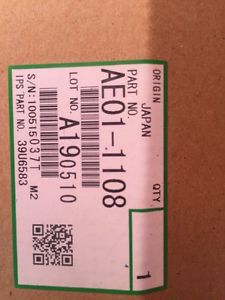 ORIGIN JAPAN QTY 1
PART NO.
AE01-1108
LOT NO. A190510
S/N:100515037T M2
IPS PART NO. 39U6583